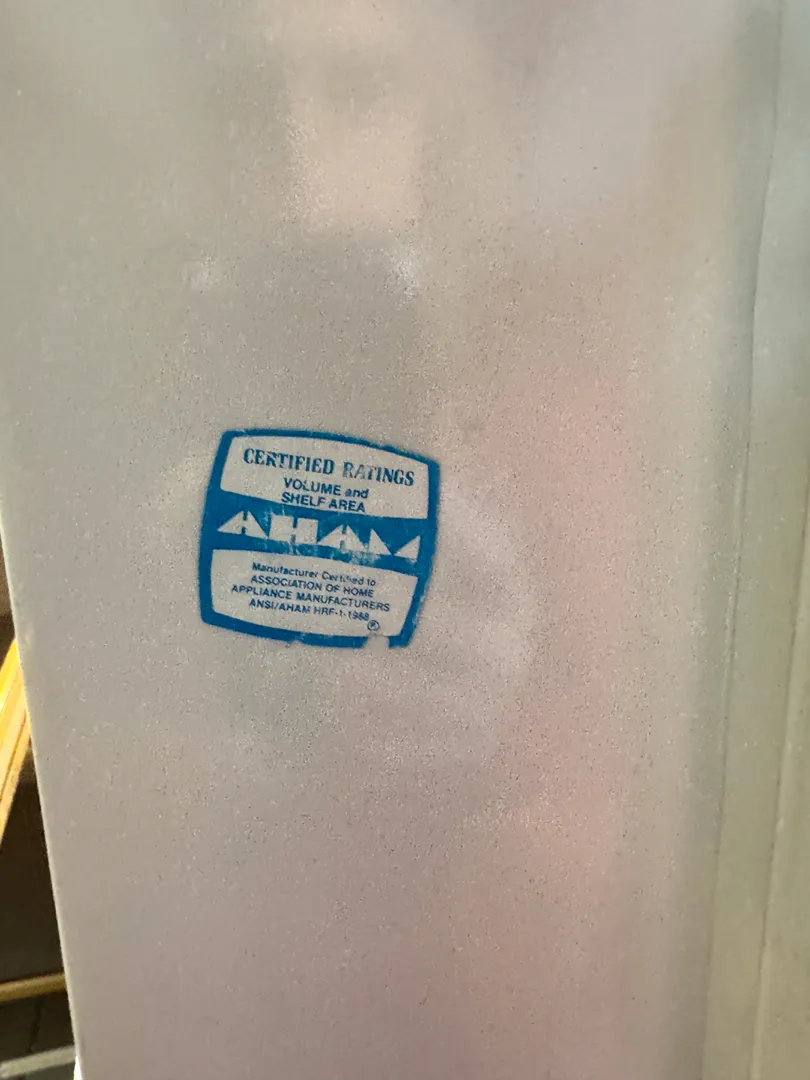 CERTIFIED RATINGS
VOLUME and
SHELF AREA
AHAM
Manufacturer Certified to
ASSOCIATION OF HOME
APPLIANCE MANUFACTURERS
ANSI/AHAM HRF-1-1988
®